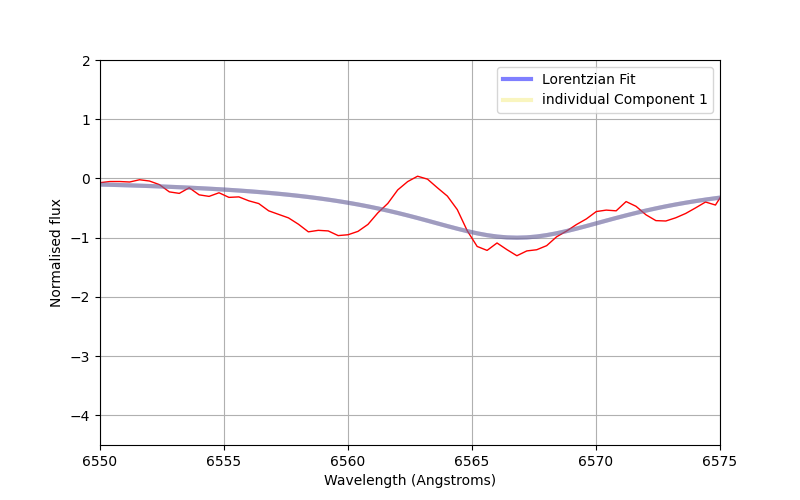 2
1
0
−1
−2
−3
−4
Normalised flux
Lorentzian Fit
individual Component 1
6550 6555 6560 6565 6570 6575
Wavelength (Angstroms)